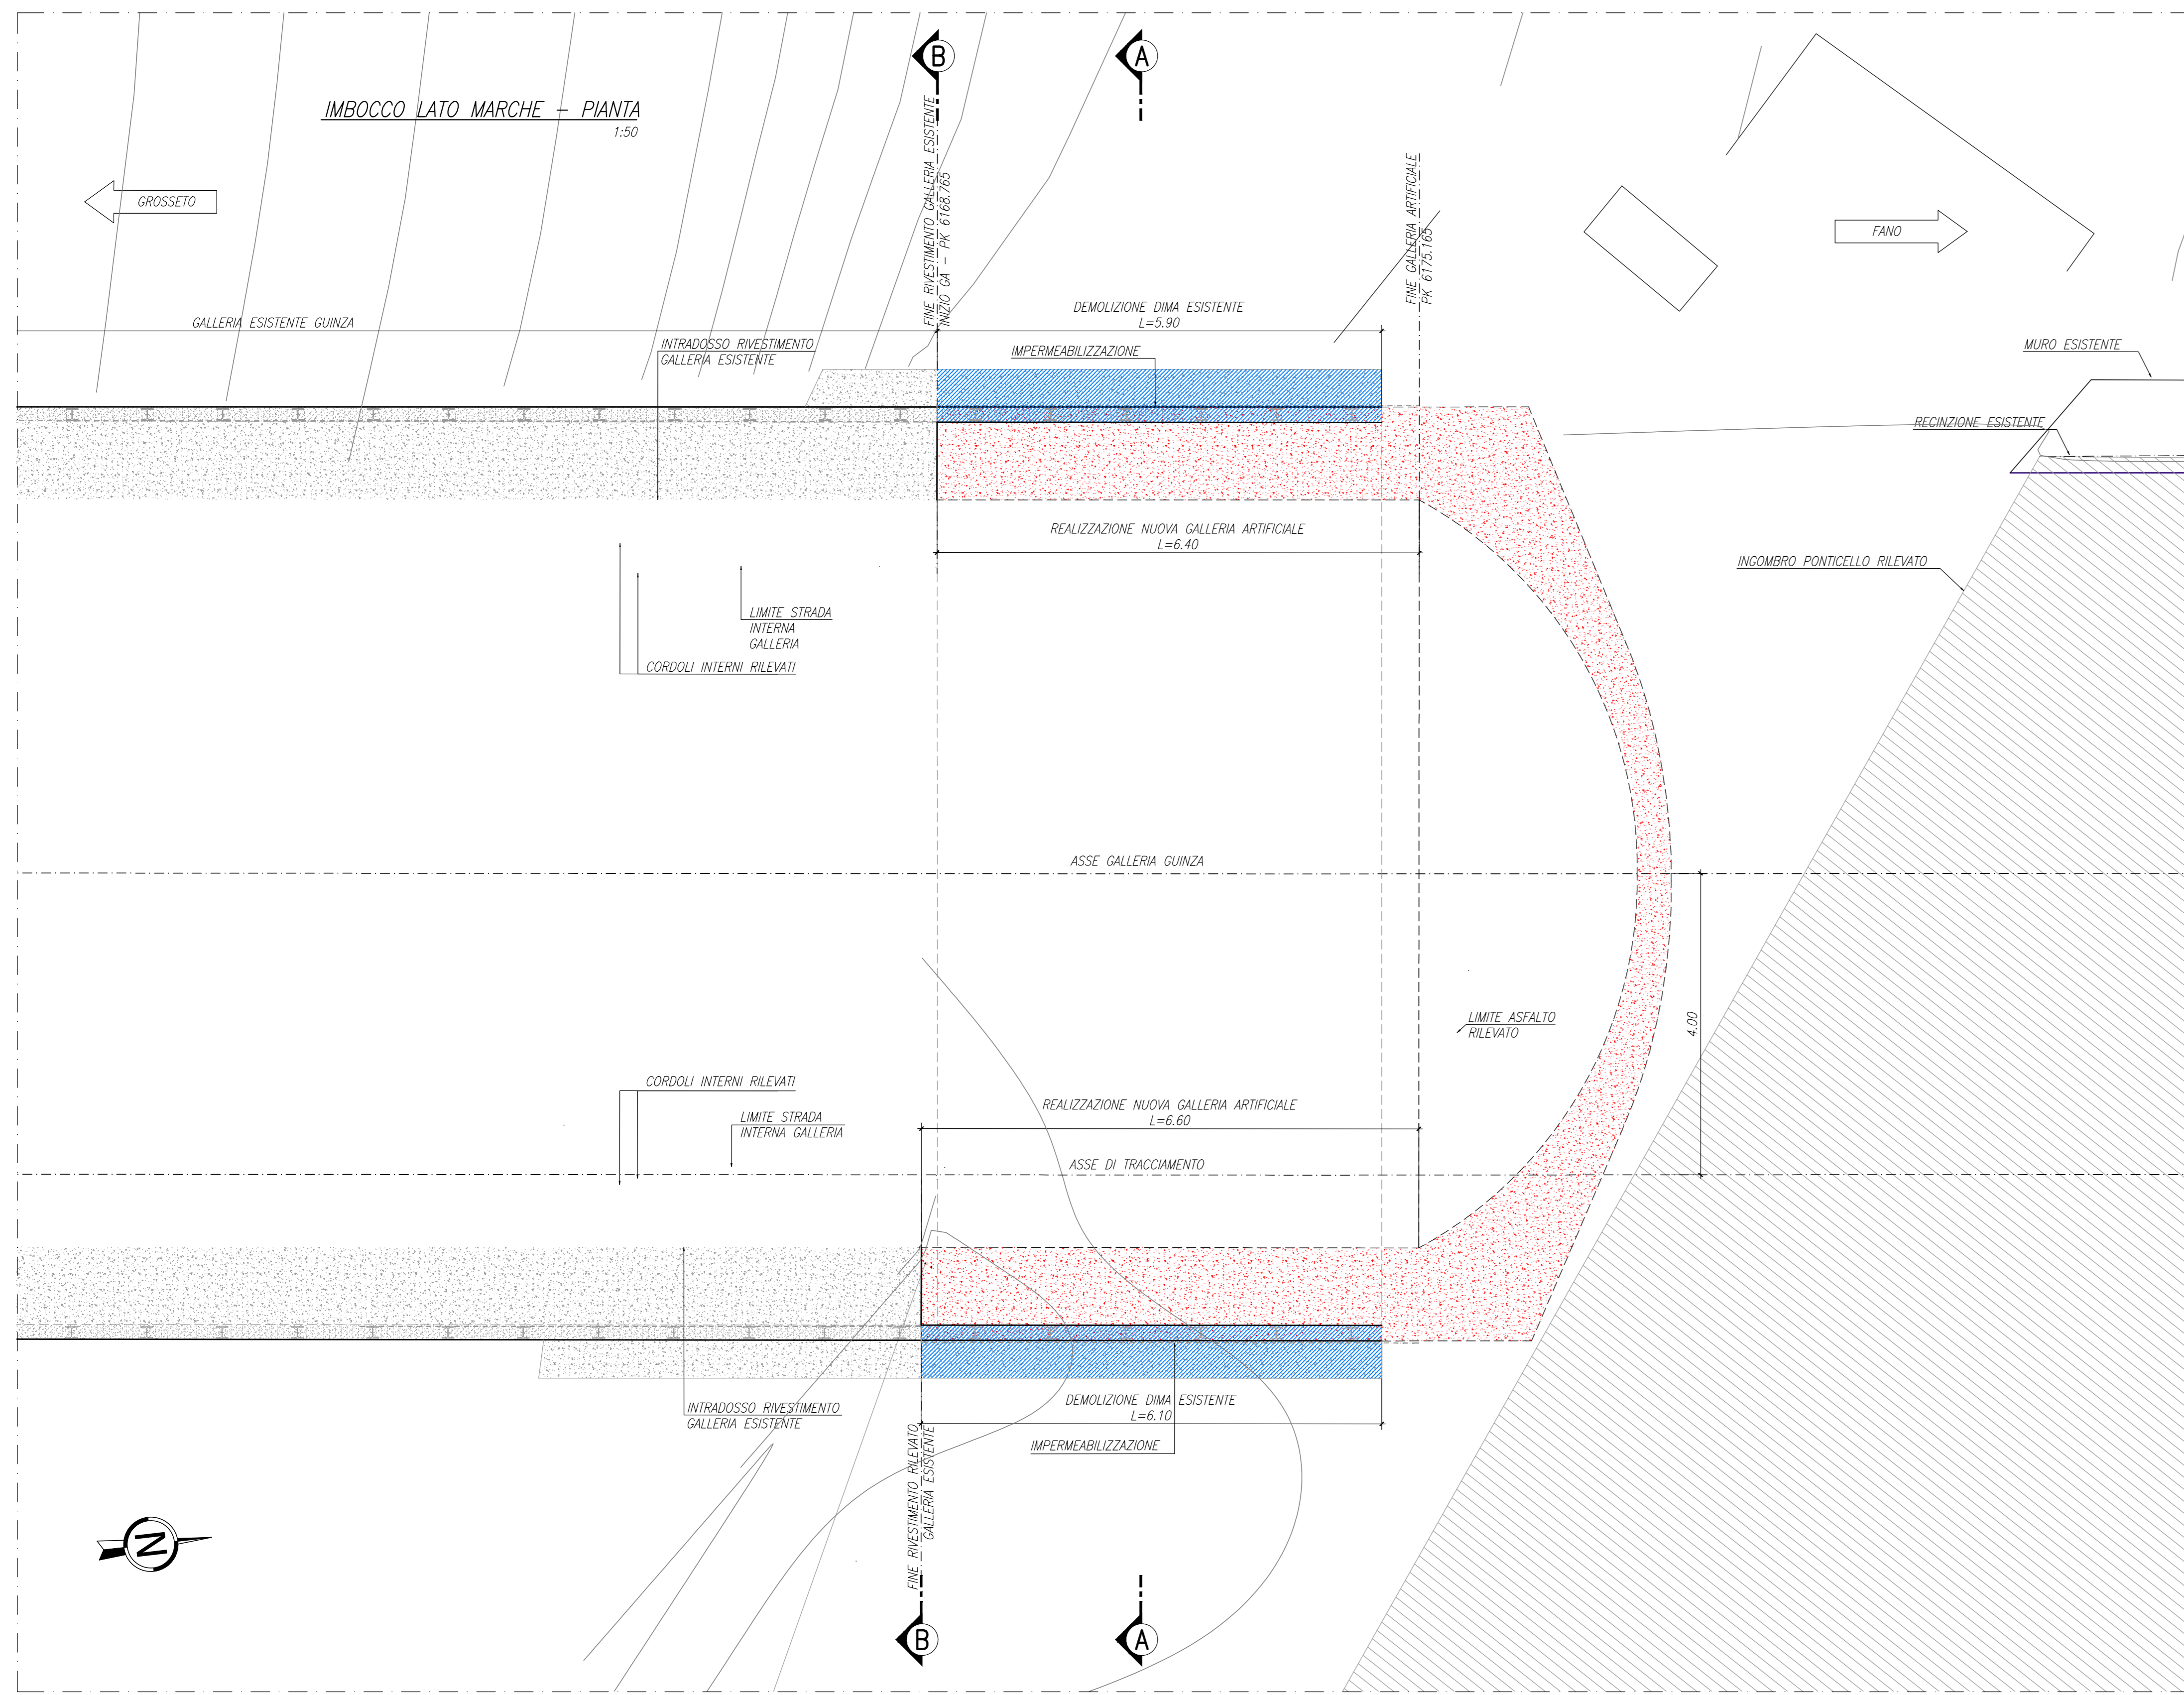 B
A
IMBOCCO LATO MARCHE - PIANTA
1:50
GROSSETO
FANO
FINE RIVESTIMENTO GALLERIA ESISTENTE
INIZIO GA - PK 6168.765
FINE GALLERIA ARTIFICIALE
PK 6175.165
GALLERIA ESISTENTE GUINZA
DEMOLIZIONE DIMA ESISTENTE
L=5.90
INTRADOSSO RIVESTIMENTO
GALLERIA ESISTENTE
IMPERMEABILIZZAZIONE
MURO ESISTENTE
RECINZIONE ESISTENTE
REALIZZAZIONE NUOVA GALLERIA ARTIFICIALE
L=6.40
INGOMBRO PONTICELLO RILEVATO
LIMITE STRADA
INTERNA
GALLERIA
CORDOLI INTERNI RILEVATI
ASSE GALLERIA GUINZA
LIMITE ASFALTO
RILEVATO
4.00
CORDOLI INTERNI RILEVATI
LIMITE STRADA
INTERNA GALLERIA
REALIZZAZIONE NUOVA GALLERIA ARTIFICIALE
L=6.60
ASSE DI TRACCIAMENTO
INTRADOSSO RIVESTIMENTO
GALLERIA ESISTENTE
DEMOLIZIONE DIMA ESISTENTE
L=6.10
IMPERMEABILIZZAZIONE
FINE RIVESTIMENTO RILEVATO
GALLERIA ESISTENTE
N
B
A